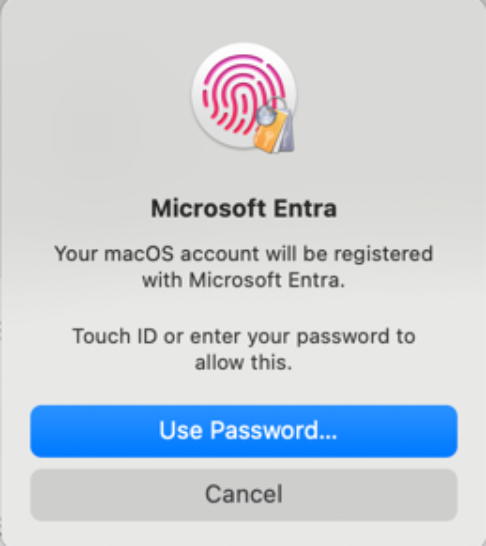 Microsoft Entra
Your macOS account will be registered
with Microsoft Entra.
Touch ID or enter your password to
allow this.
Use Password...
Cancel